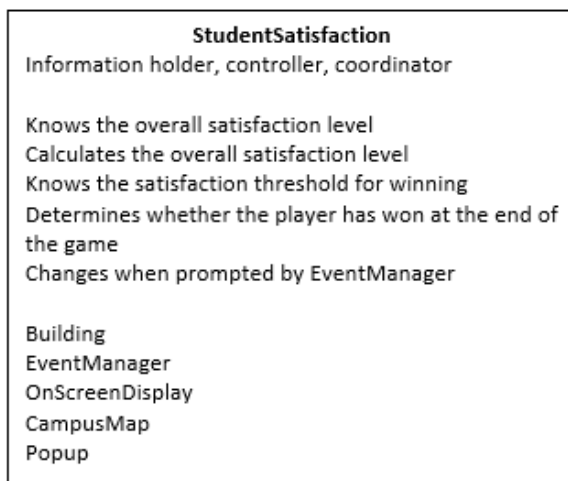 StudentSatisfaction
Information holder, controller, coordinator
Knows the overall satisfaction level
Calculates the overall satisfaction level
Knows the satisfaction threshold for winning
Determines whether the player has won at the end of
the game
Changes when prompted by EventManager
Building
EventManager
OnScreenDisplay
CampusMap
Popup